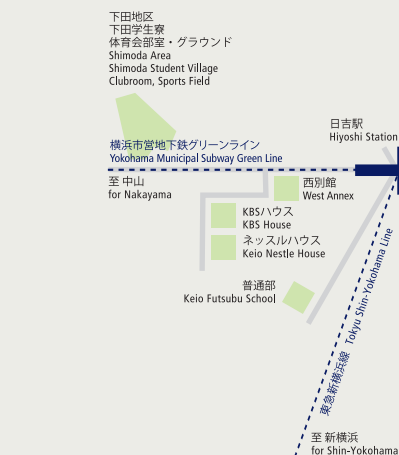 下田地区
下田学生寮
体育会部室・グラウンド
Shimoda Area
Shimoda Student Village
Clubroom, Sports Field
日吉駅
Hiyoshi Station
横浜市営地下鉄グリーンライン
Yokohama Municipal Subway Green Line
至 中山
for Nakayama
西別館
West Annex
KBSハウス
KBS House
ネッスルハウス
Keio Nestle House
普通部
Keio Futsubu School
東急新横浜線 Tokyu Shin-Yokohama Line
至 新横浜
for Shin-Yokohama